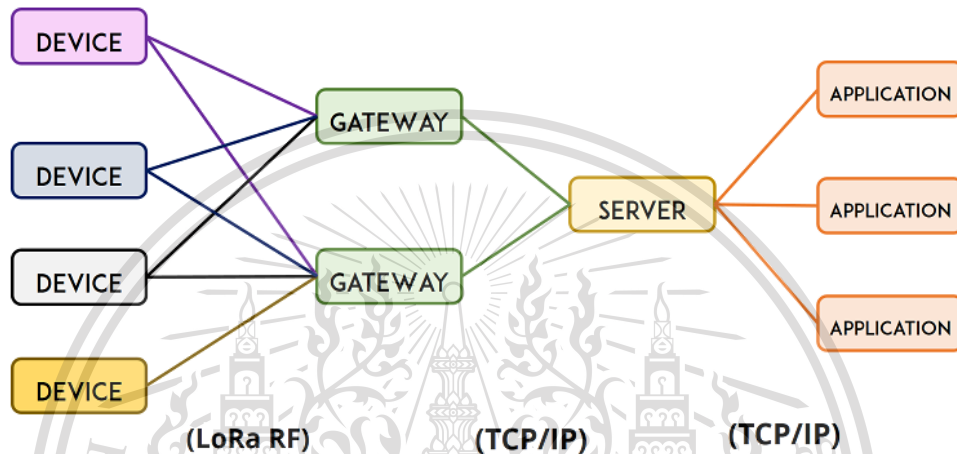 DEVICE
DEVICE
DEVICE
DEVICE
GATEWAY
GATEWAY
SERVER
APPLICATION
APPLICATION
APPLICATION
(LoRa RF)
(TCP/IP)
(TCP/IP)